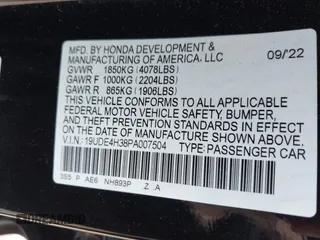 MFD. BY HONDA DEVELOPMENT &
MANUFACTURING OF AMERICA, LLC 09/22
GVWR 1850KG (4078LBS)
GAWR F 1000KG (2204LBS)
GAWR R 865KG (1906LBS)
THIS VEHICLE CONFORMS TO ALL APPLICABLE
FEDERAL MOTOR VEHICLE SAFETY, BUMPER,
AND THEFT PREVENTION STANDARDS IN EFFECT
ON THE DATE OF MANUFACTURE SHOWN ABOVE.
19UDE4H38PA007504 TYPE:PASSENGER CAR
3S5 P AE6 NH893P Z A